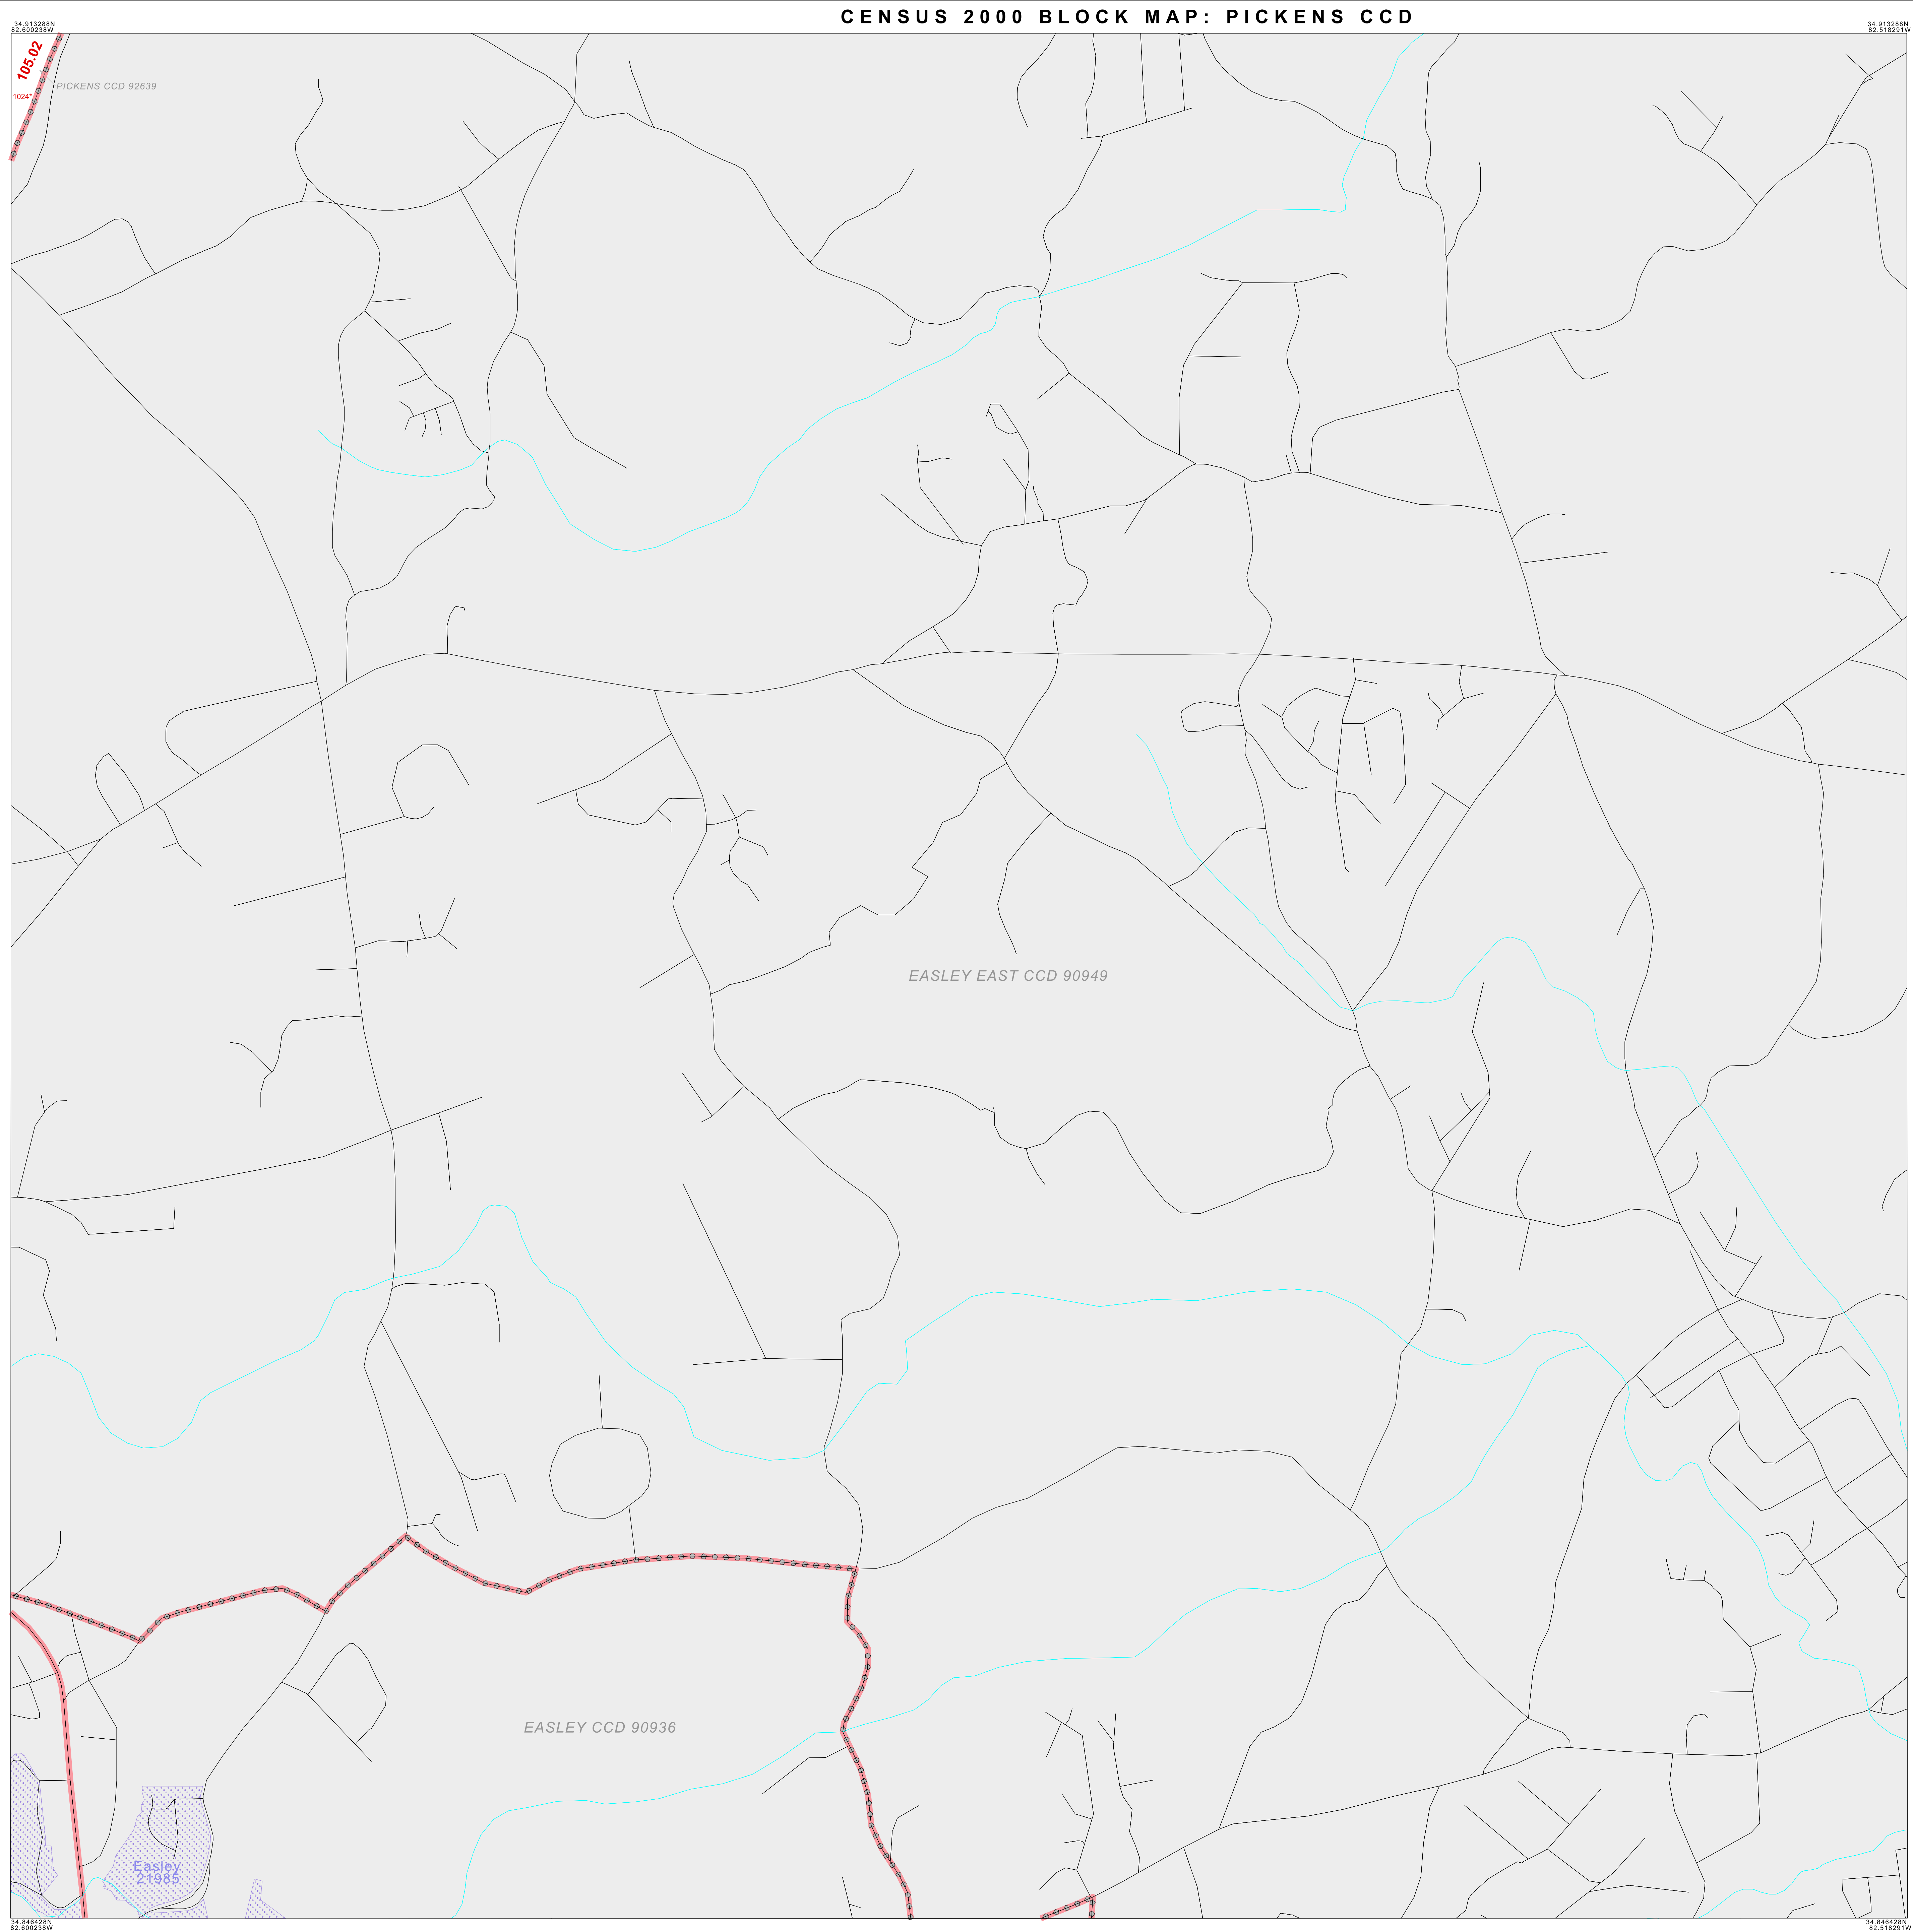 CENSUS 2000 BLOCK MAP: PICKENS CCD
34.913288N
82.600238W
34.913288N
82.518291W
105.02
PICKENS CCD 92639
1024*
EASLEY EAST CCD 90949
EASLEY CCD 90936
Easley
21985
34.846428N
82.600238W
34.846428N
82.518291W